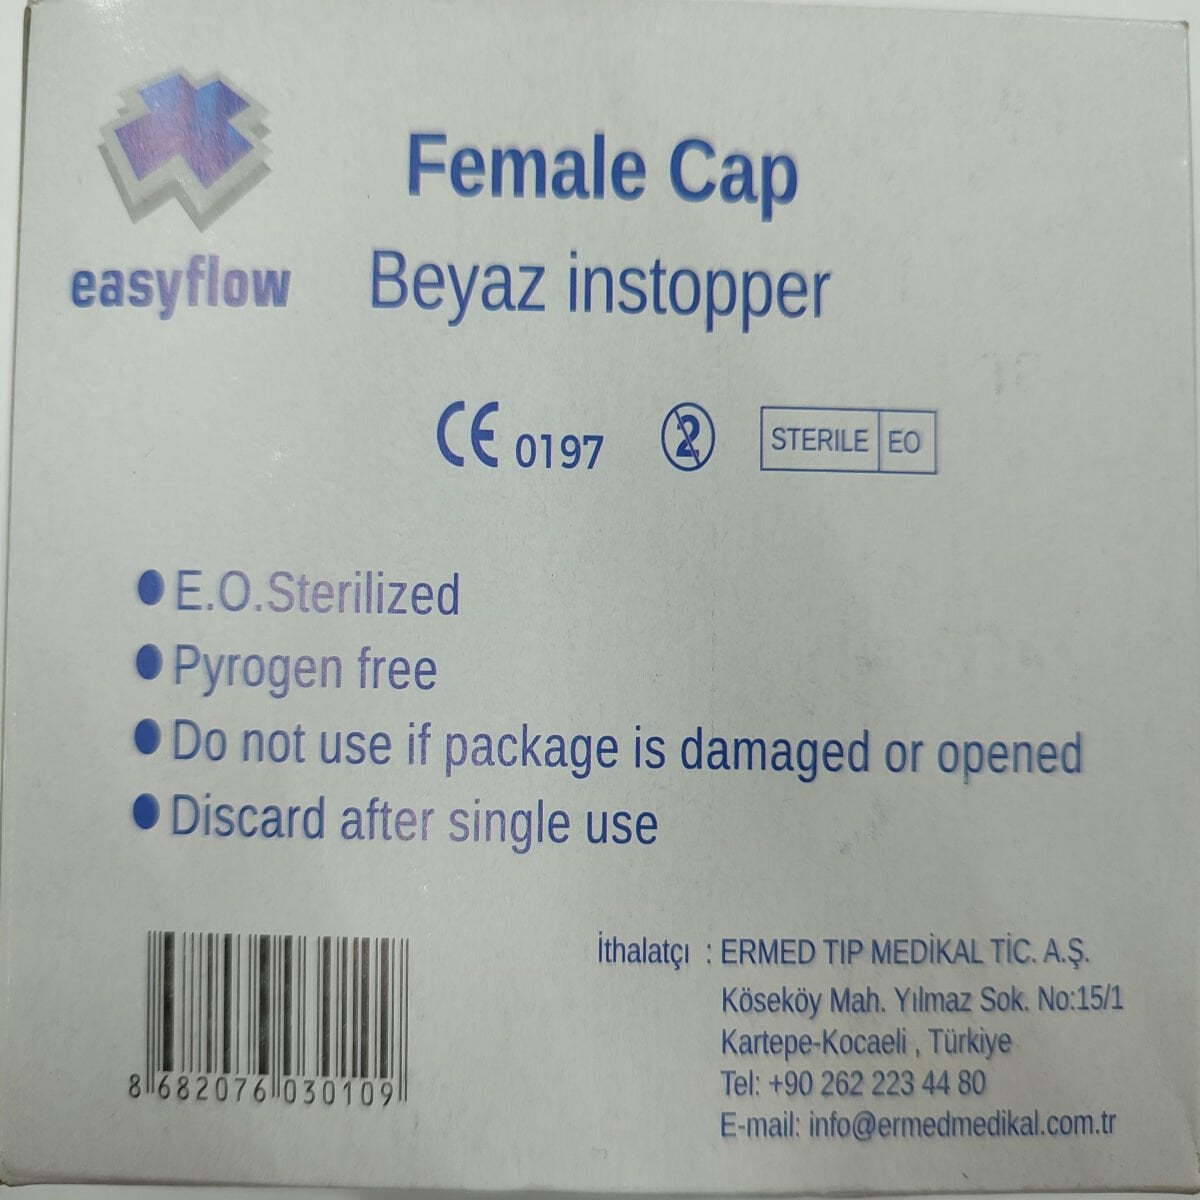 easyflow
Female Cap
Beyaz instopper
CE 0197
2
STERILE EO
E.O.Sterilized
Pyrogen free
Do not use if package is damaged or opened
Discard after single use
8 682076 030109
İthalatçı : ERMED TIP MEDİKAL TİC. A.Ş.
Köseköy Mah. Yılmaz Sok. No:15/1
Kartepe-Kocaeli , Türkiye
Tel: +90 262 223 44 80
E-mail: info@ermedmedikal.com.tr